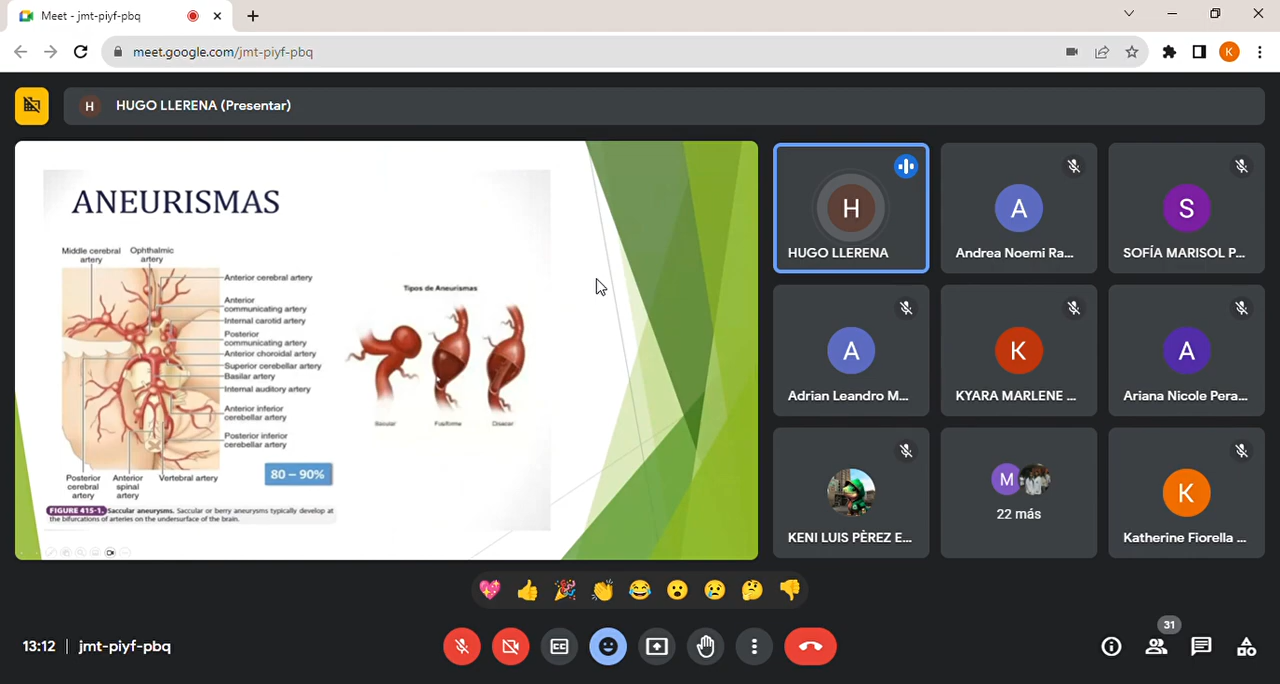 Meet - jmt-piyf-pbq
meet.google.com/jmt-piyf-pbq
K
H
HUGO LLERENA (Presentar)
ANEURISMAS
Middle cerebral
artery
Ophthalmic
artery
Anterior cerebral artery
Anterior
communicating artery
Internal carotid artery
Posterior
communicating artery
Anterior choroidal artery
Superior cerebellar artery
Basilar artery
Internal auditory artery
Anterior inferior
cerebellar artery
Posterior inferior
cerebellar artery
Posterior
cerebral
artery
Anterior
spinal
artery
Vertebral artery
80 – 90%
FIGURE 415-1. Saccular aneurysms. Saccular or berry aneurysms typically develop at
the bifurcations of arteries on the undersurface of the brain.
Tipos de Aneurismas
Fusiforme
H
HUGO LLERENA
A
Andrea Noemi Ra...
S
SOFÍA MARISOL P...
A
Adrian Leandro M...
K
KYARA MARLENE ...
A
Ariana Nicole Pera...
KENI LUIS PÈREZ E...
M
22 más
K
Katherine Fiorella ...
13:12
jmt-piyf-pbq
31